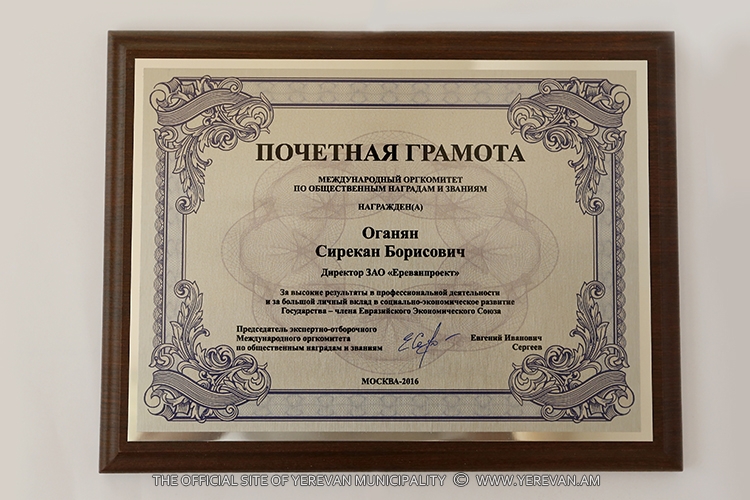 ПОЧЕТНАЯ ГРАМОТА
МЕЖДУНАРОДНЫЙ ОРГКОМИТЕТ
ПО ОБЩЕСТВЕННЫМ НАГРАДАМ И ЗВАНИЯМ
НАГРАЖДЕН(А)
Оганян
Сирекан Борисович
Директор ЗАО «Ереванпроект»
За высокие результаты в профессиональной деятельности
и за большой личный вклад в социально-экономическое развитие
Государства – члена Евразийского Экономического Союза
Председатель экспертно-отборочного
Международного оргкомитета
по общественным наградам и званиям
Евгений Иванович
Сергеев
МОСКВА-2016
THE OFFICIAL SITE OF YEREVAN MUNICIPALITY © WWW.YEREVAN.AM